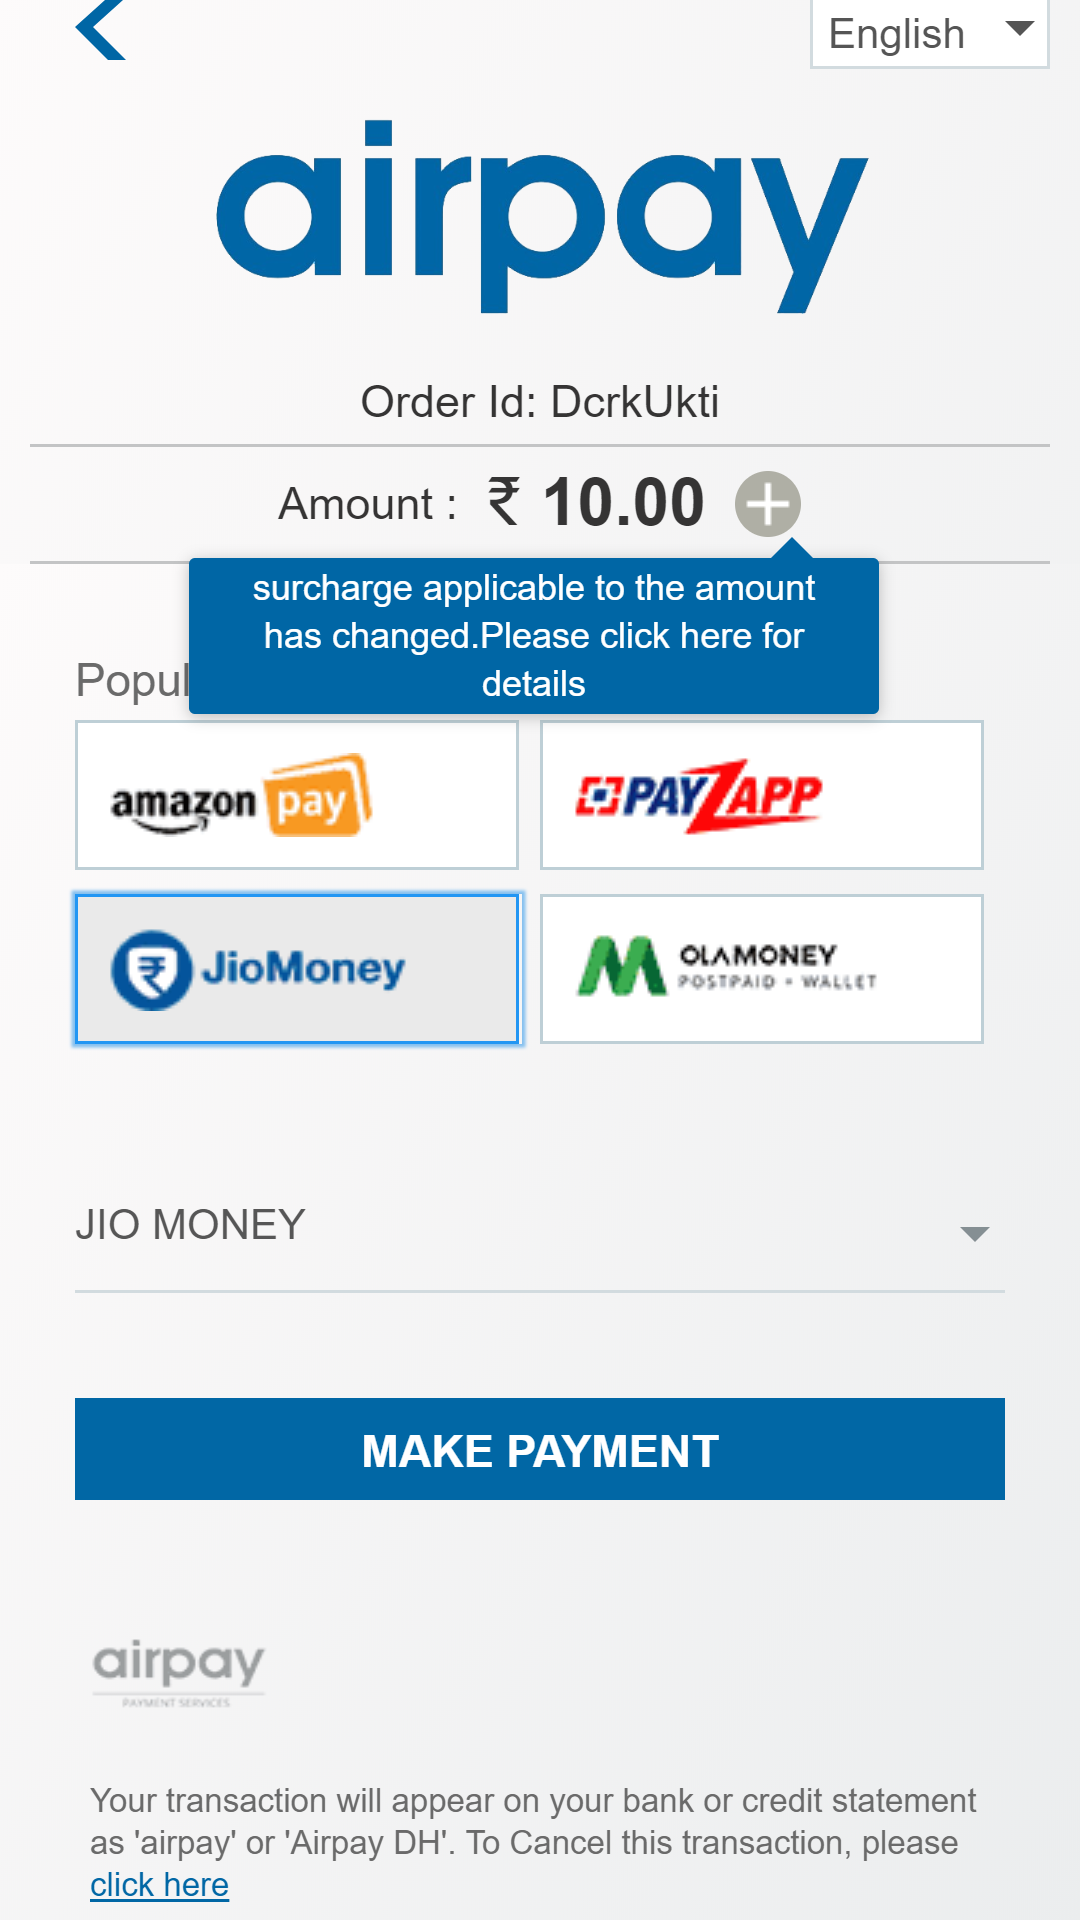 English
airpay
Order Id: DcrkUkti
Amount : ₹ 10.00
surcharge applicable to the amount
has changed.Please click here for
details
Popul
amazon pay
PAYZAPP
JioMoney
OLAMONEY
POSTPAID + WALLET
JIO MONEY
MAKE PAYMENT
airpay
PAYMENT SERVICES
Your transaction will appear on your bank or credit statement
as 'airpay' or 'Airpay DH'. To Cancel this transaction, please
click here